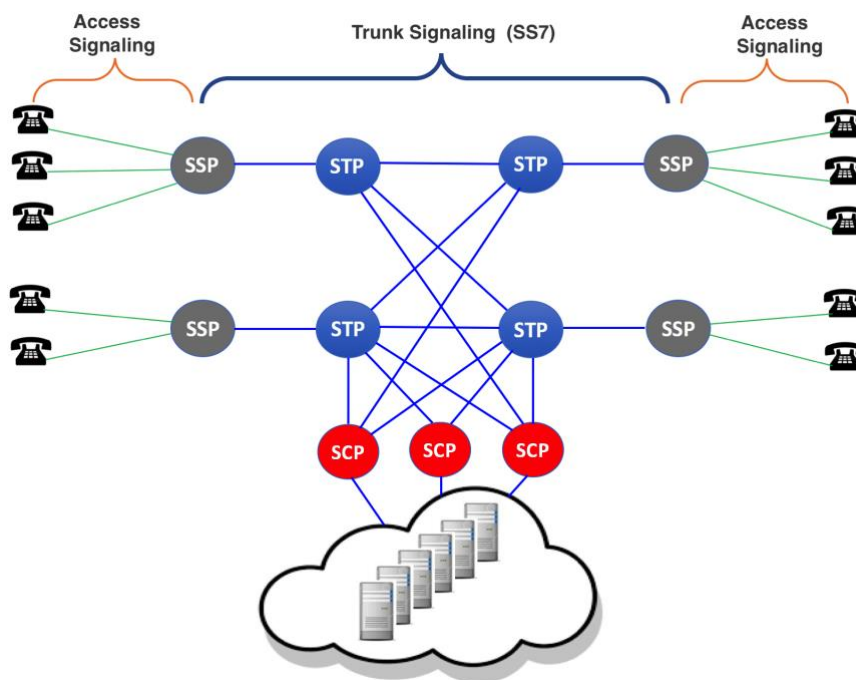 Access
Signaling
Trunk Signaling (SS7)
Access
Signaling
SSP
STP
STP
SSP
SSP
STP
STP
SSP
SCP
SCP
SCP